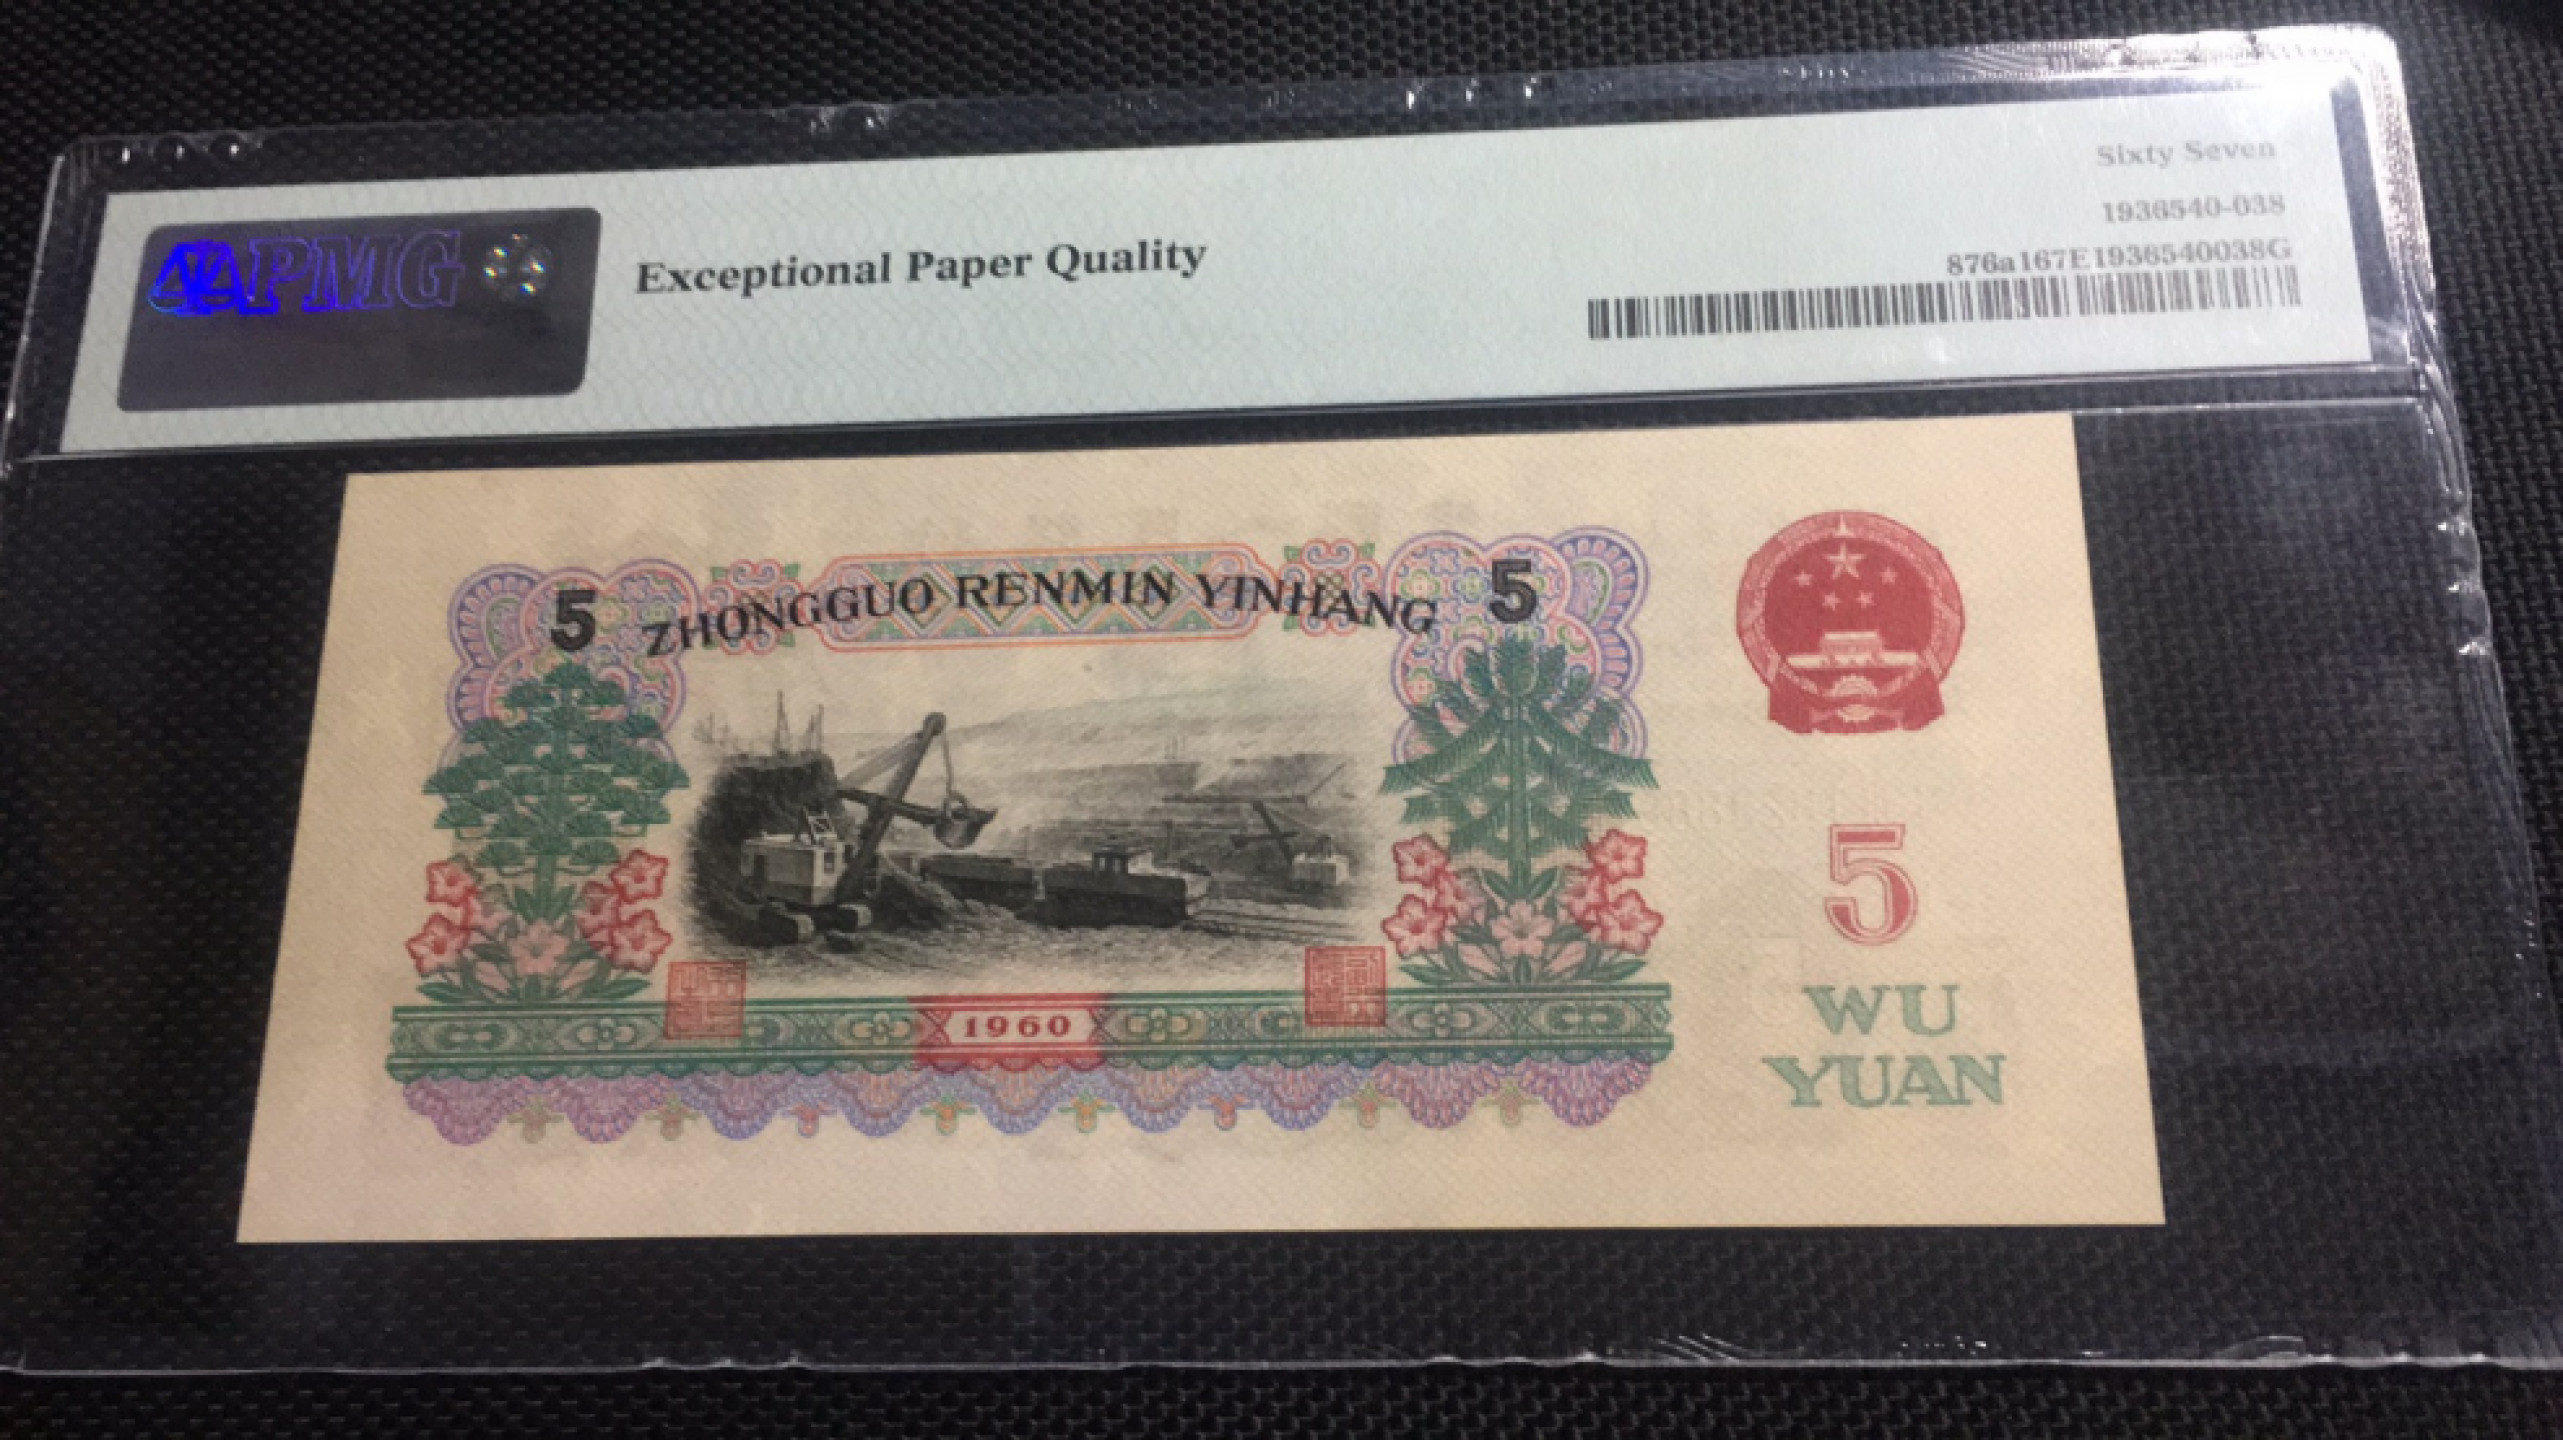 PMG
Exceptional Paper Quality
Sixty Seven
1936540-038
876a167E1936540038G
5 ZHONGGUO RENMIN YINHANG 5
5
1960
WU
YUAN